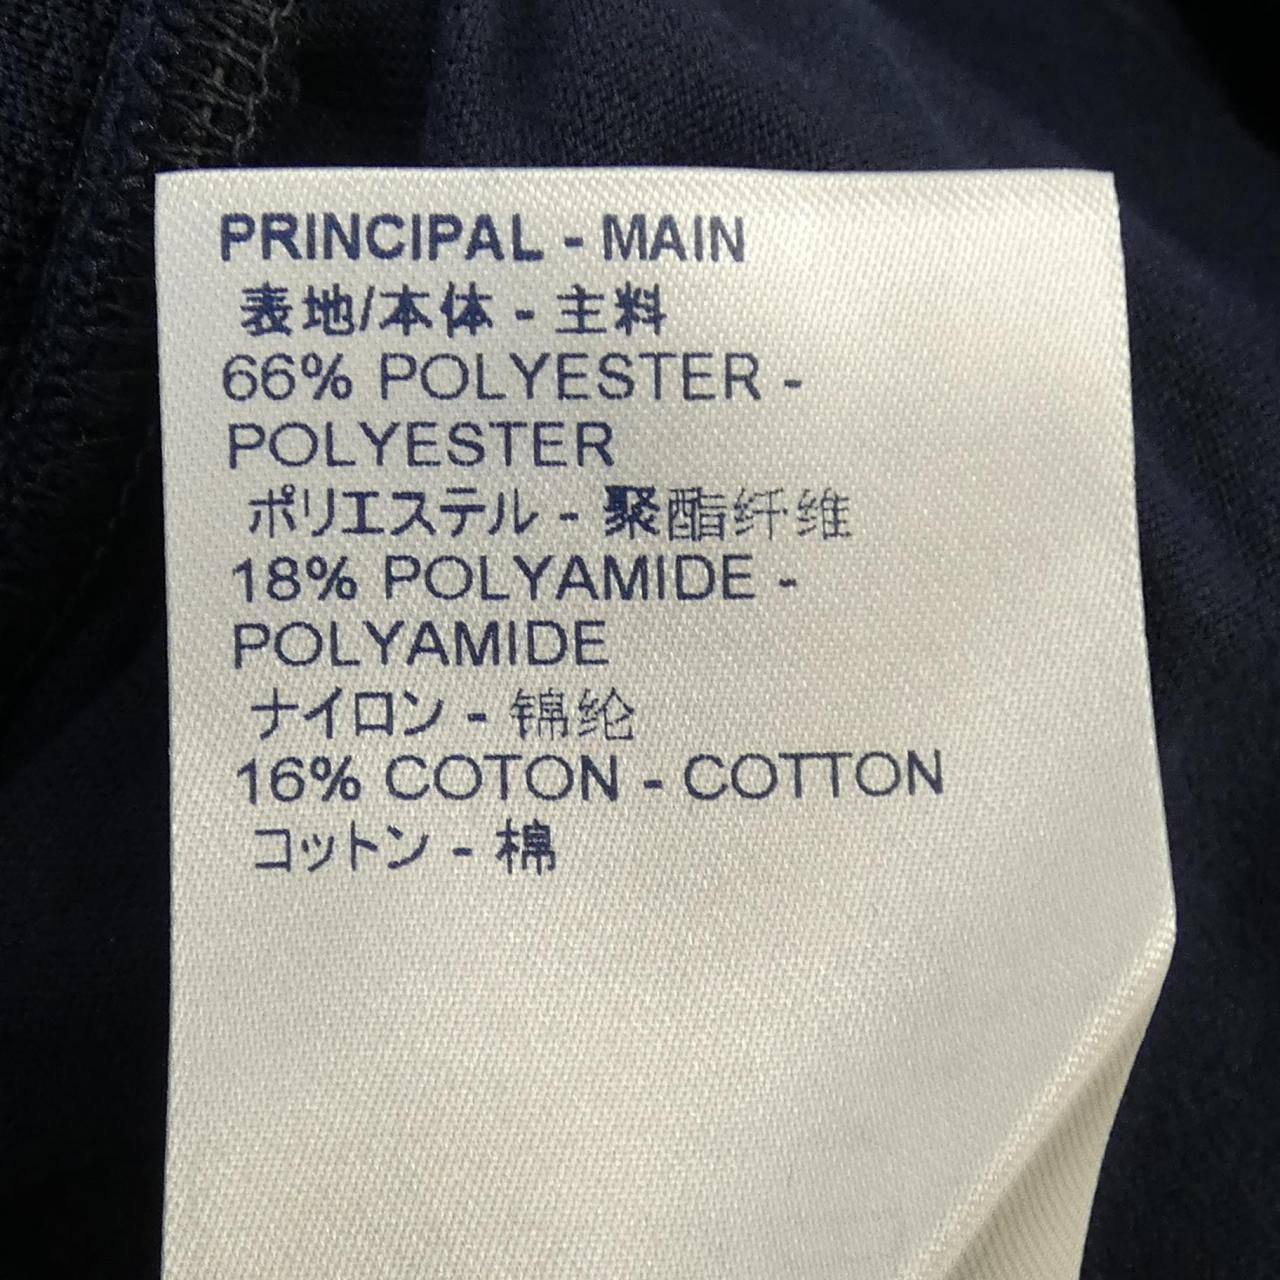 PRINCIPAL - MAIN
表地/本体 - 主料
66% POLYESTER -
POLYESTER
ポリエステル - 聚酯纤维
18% POLYAMIDE -
POLYAMIDE
ナイロン - 锦纶
16% COTON - COTTON
コットン - 棉